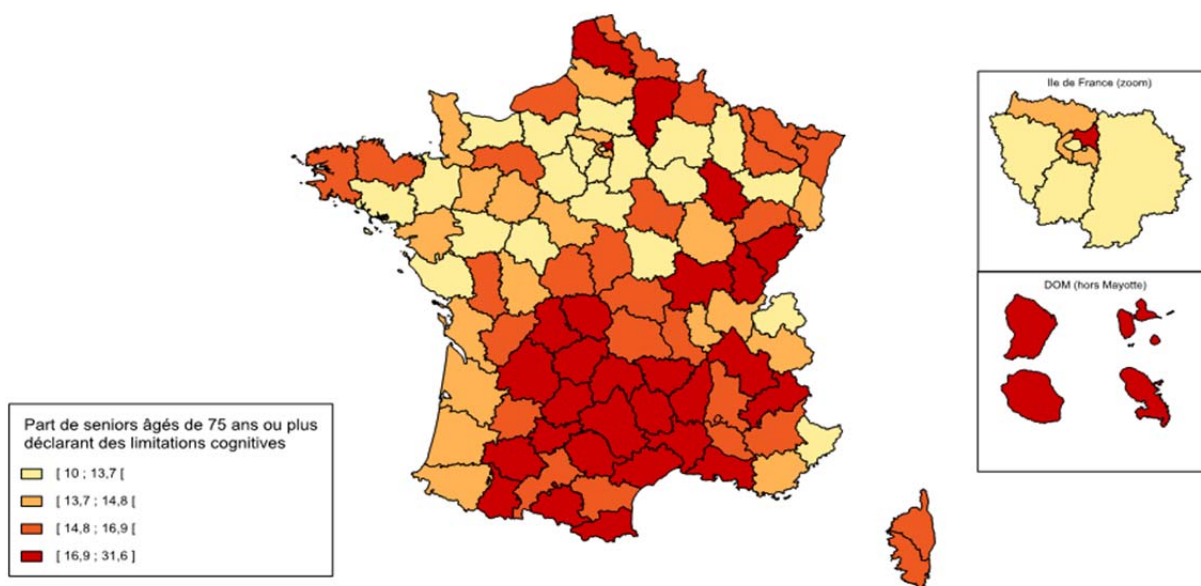 Ile de France (zoom)
DOM (hors Mayotte)
Part de seniors âgés de 75 ans ou plus
déclarant des limitations cognitives
[ 10 ; 13,7 [
[ 13,7 ; 14,8 [
[ 14,8 ; 16,9 [
[ 16,9 ; 31,6 [